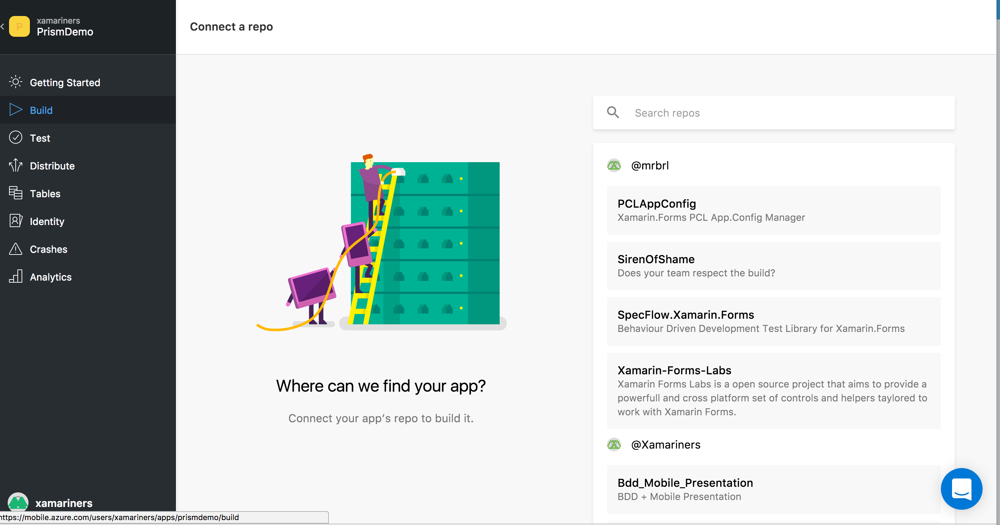 P
xamariners
PrismDemo
Getting Started
Build
Test
Distribute
Tables
Identity
Crashes
Analytics
xamariners
https://mobile.azure.com/users/xamariners/apps/prismdemo/build
Connect a repo
Where can we find your app?
Connect your app’s repo to build it.
Search repos
@mrbrl
PCLAppConfig
Xamarin.Forms PCL App.Config Manager
SirenOfShame
Does your team respect the build?
SpecFlow.Xamarin.Forms
Behaviour Driven Development Test Library for Xamarin.Forms
Xamarin-Forms-Labs
Xamarin Forms Labs is a open source project that aims to provide a
powerfull and cross platform set of controls and helpers taylored to
work with Xamarin Forms.
@Xamariners
Bdd_Mobile_Presentation
BDD + Mobile Presentation